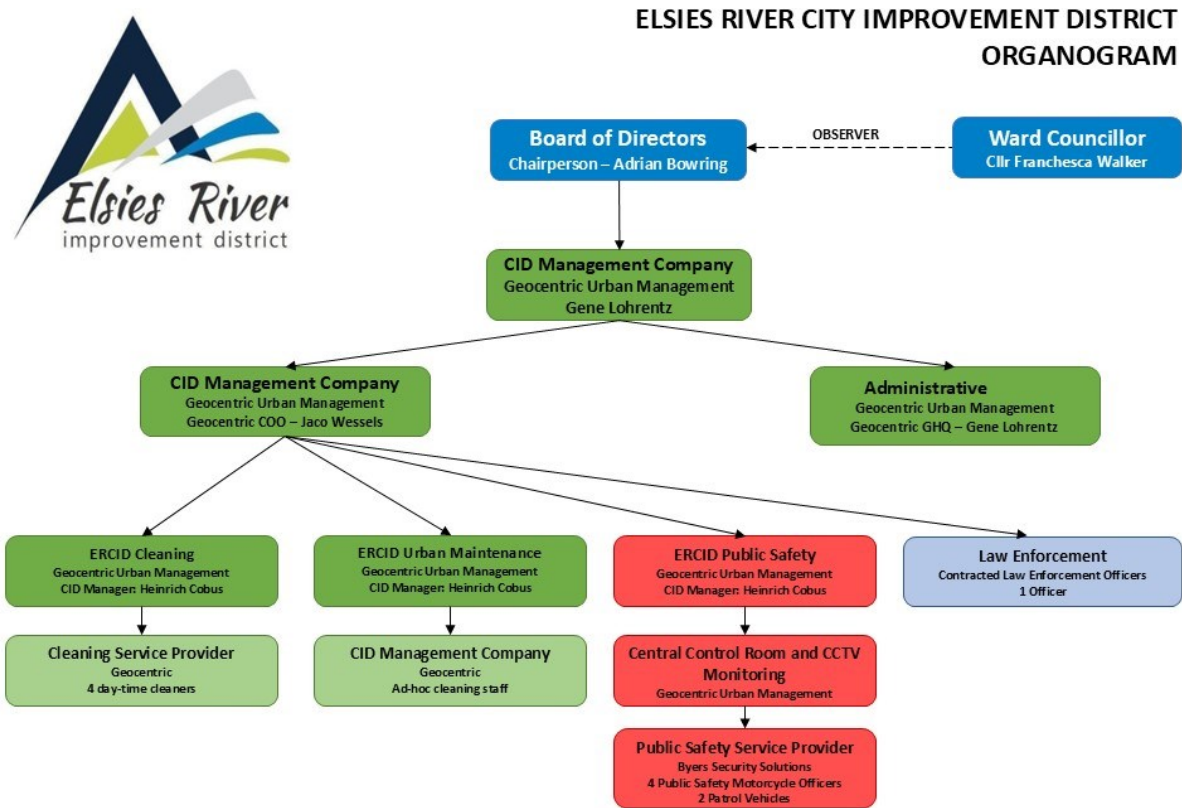 ELSIES RIVER CITY IMPROVEMENT DISTRICT
ORGANOGRAM
Elsies River
improvement district
Board of Directors
Chairperson – Adrian Bowring
OBSERVER
Ward Councillor
Cllr Franchesca Walker
CID Management Company
Geocentric Urban Management
Gene Lohrentz
CID Management Company
Geocentric Urban Management
Geocentric COO – Jaco Wessels
Administrative
Geocentric Urban Management
Geocentric GHQ – Gene Lohrentz
ERCID Cleaning
Geocentric Urban Management
CID Manager: Heinrich Cobus
ERCID Urban Maintenance
Geocentric Urban Management
CID Manager: Heinrich Cobus
ERCID Public Safety
Geocentric Urban Management
CID Manager: Heinrich Cobus
Law Enforcement
Contracted Law Enforcement Officers
1 Officer
Cleaning Service Provider
Geocentric
4 day-time cleaners
CID Management Company
Geocentric
Ad-hoc cleaning staff
Central Control Room and CCTV
Monitoring
Geocentric Urban Management
Public Safety Service Provider
Byers Security Solutions
4 Public Safety Motorcycle Officers
2 Patrol Vehicles